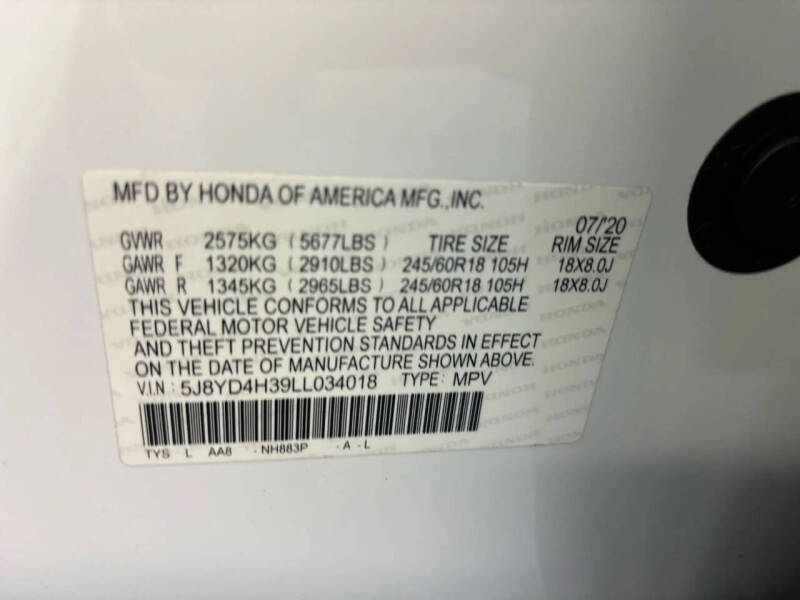 MFD BY HONDA OF AMERICA MFG., INC.
07/'20
GVWR 2575KG (5677LBS) TIRE SIZE RIM SIZE
GAWR F 1320KG (2910LBS) 245/60R18 105H 18X8.0J
GAWR R 1345KG (2965LBS) 245/60R18 105H 18X8.0J
THIS VEHICLE CONFORMS TO ALL APPLICABLE
FEDERAL MOTOR VEHICLE SAFETY
AND THEFT PREVENTION STANDARDS IN EFFECT
ON THE DATE OF MANUFACTURE SHOWN ABOVE.
V.I.N: 5J8YD4H39LL034018 TYPE: MPV
TYS L AA8 -NH883P -A-L